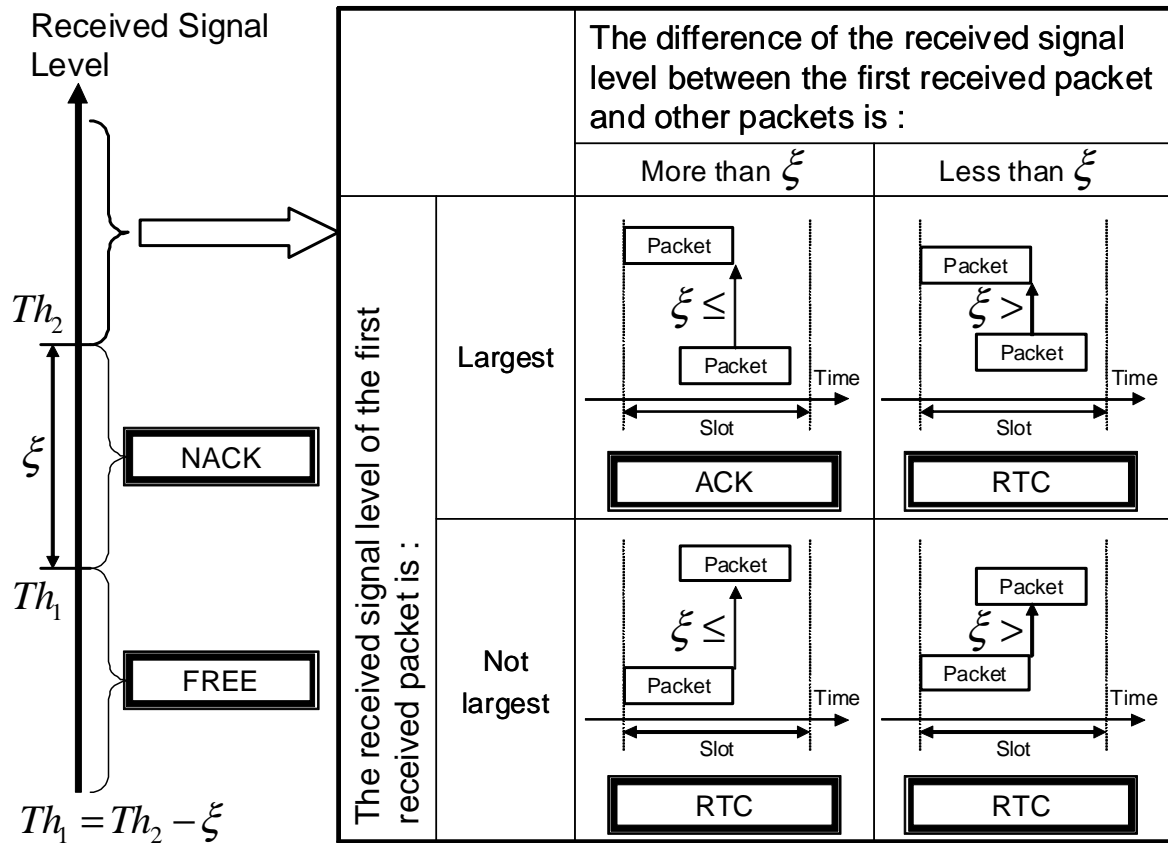 Received Signal
Level
Th₂
ξ
NACK
Th₁
FREE
Th₁ = Th₂ − ξ
The difference of the received signal
level between the first received packet
and other packets is :
More than ξ
Less than ξ
The received signal level of the first
received packet is :
Largest
Packet
ξ ≤
Packet
Time
Slot
ACK
Packet
ξ >
Packet
Time
Slot
RTC
Not
largest
Packet
ξ ≤
Packet
Time
Slot
RTC
Packet
ξ >
Packet
Time
Slot
RTC